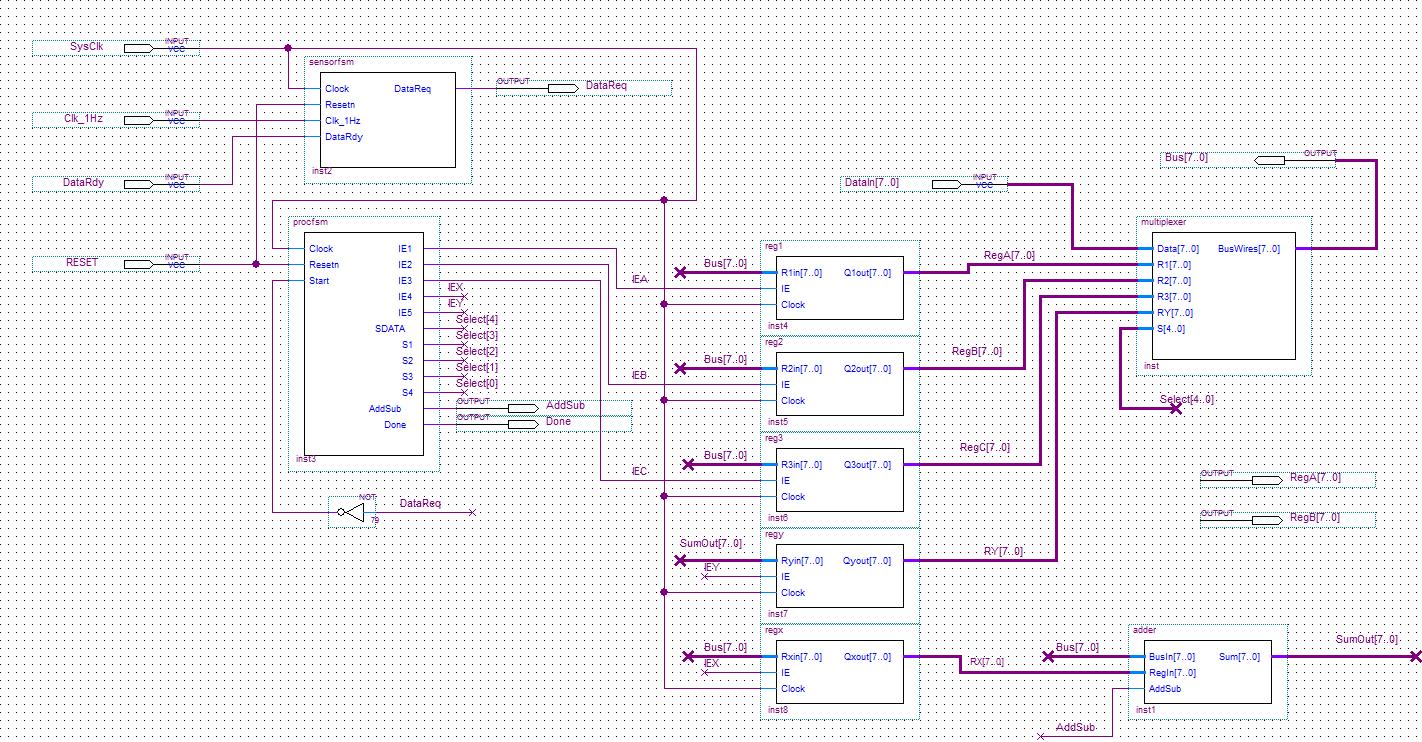 SysClk
INPUT
VCC
sensorfsm
Clock
DataReq
Resetn
Clk_1Hz
DataRdy
inst2
OUTPUT
DataReq
Clk_1Hz
INPUT
VCC
DataRdy
INPUT
VCC
RESET
INPUT
VCC
procfsm
Clock
IE1
Resetn
IE2
Start
IE3
IE4
IE5
SDATA
S1
S2
S3
S4
AddSub
Done
inst3
IEX
IEY
Select[4]
Select[3]
Select[2]
Select[1]
Select[0]
OUTPUT
AddSub
OUTPUT
Done
NOT
79
DataReq
IEA
IEB
IEC
reg1
Bus[7..0]
R1in[7..0]
Q1out[7..0]
IE
Clock
inst4
RegA[7..0]
reg2
Bus[7..0]
R2in[7..0]
Q2out[7..0]
IE
Clock
inst5
RegB[7..0]
reg3
Bus[7..0]
R3in[7..0]
Q3out[7..0]
IE
Clock
inst6
RegC[7..0]
regy
SumOut[7..0]
Ryin[7..0]
Qyout[7..0]
IEY
IE
Clock
inst7
RY[7..0]
regx
Bus[7..0]
Rxin[7..0]
Qxout[7..0]
IEX
IE
Clock
inst8
RX[7..0]
DataIn[7..0]
INPUT
VCC
Bus[7..0]
OUTPUT
multiplexer
Data[7..0]
BusWires[7..0]
R1[7..0]
R2[7..0]
R3[7..0]
RY[7..0]
S[4..0]
inst
Select[4..0]
OUTPUT
RegA[7..0]
OUTPUT
RegB[7..0]
adder
Bus[7..0]
BusIn[7..0]
Sum[7..0]
RegIn[7..0]
AddSub
inst1
AddSub
SumOut[7..0]